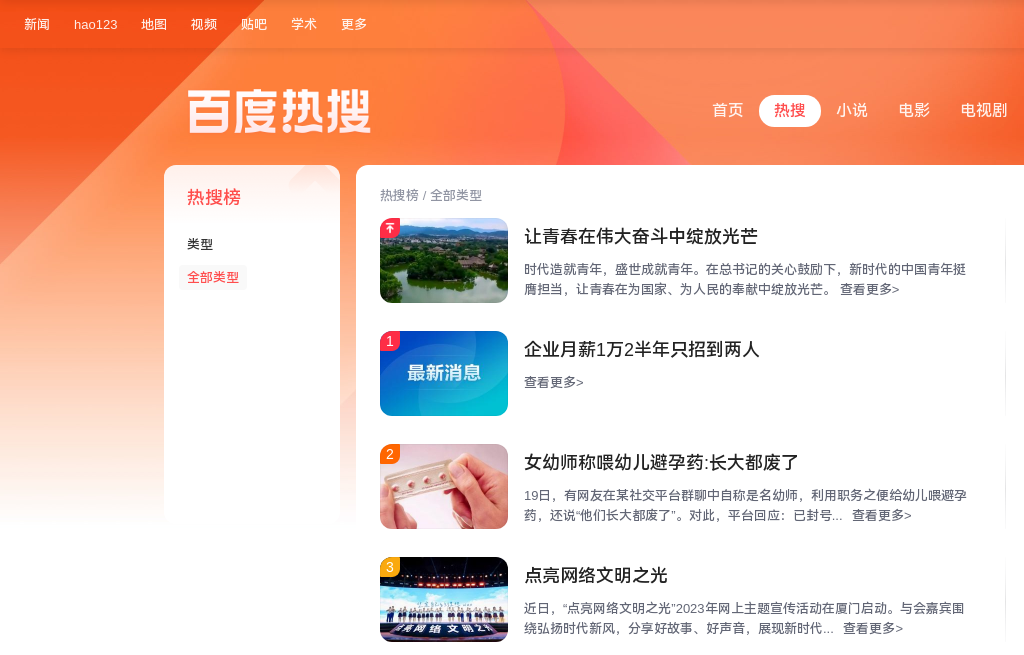 新闻 hao123 地图 视频 贴吧 学术 更多
百度热搜
首页 热搜 小说 电影 电视剧
热搜榜
类型
全部类型
热搜榜 / 全部类型
让青春在伟大奋斗中绽放光芒
时代造就青年，盛世成就青年。在总书记的关心鼓励下，新时代的中国青年挺
膺担当，让青春在为国家、为人民的奉献中绽放光芒。 查看更多>
1
最新消息
企业月薪1万2半年只招到两人
查看更多>
2
女幼师称喂幼儿避孕药:长大都废了
19日，有网友在某社交平台群聊中自称是名幼师，利用职务之便给幼儿喂避孕
药，还说“他们长大都废了”。对此，平台回应：已封号... 查看更多>
3
点亮网络文明之光
点亮网络文明之光
近日，“点亮网络文明之光”2023年网上主题宣传活动在厦门启动。与会嘉宾围
绕弘扬时代新风，分享好故事、好声音，展现新时代... 查看更多>